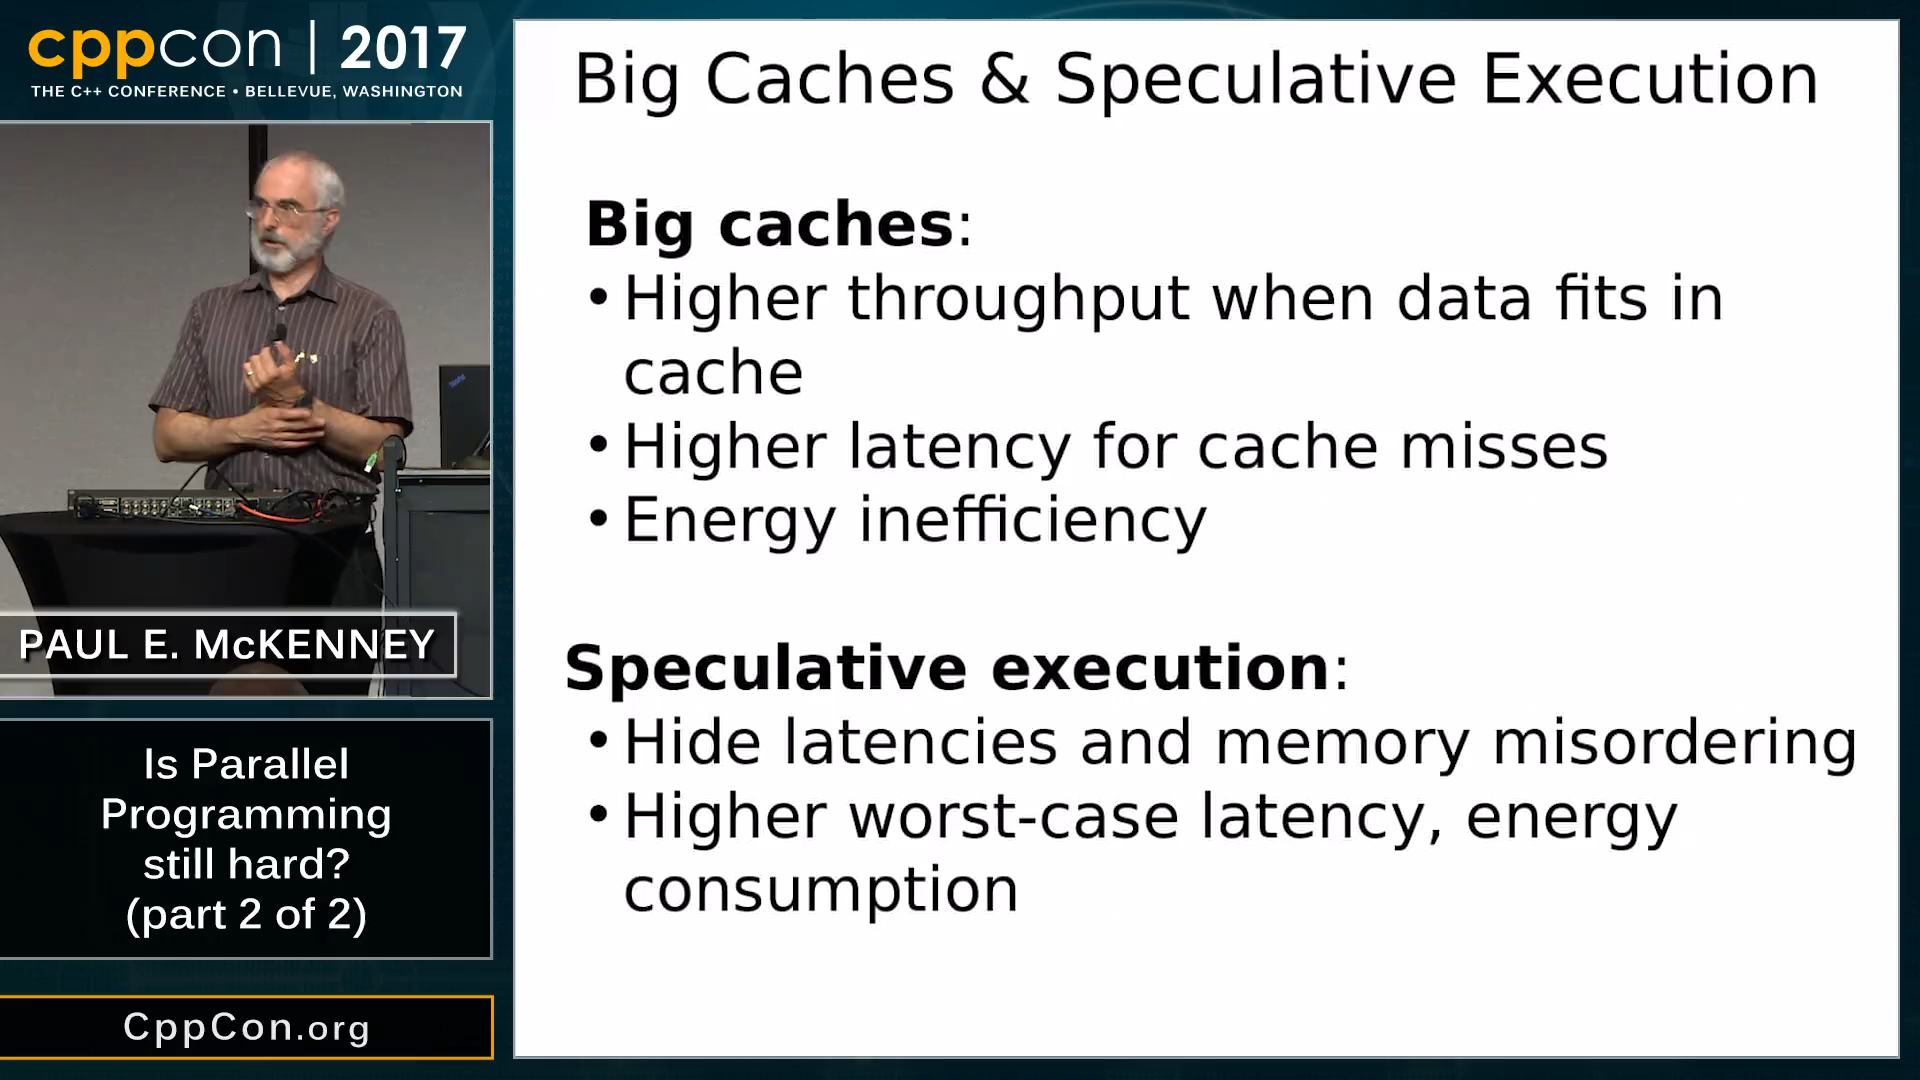 cppcon | 2017
THE C++ CONFERENCE • BELLEVUE, WASHINGTON
PAUL E. McKENNEY
Is Parallel
Programming
still hard?
(part 2 of 2)
CppCon.org
Big Caches & Speculative Execution
Big caches:
• Higher throughput when data fits in
cache
• Higher latency for cache misses
• Energy inefficiency
Speculative execution:
• Hide latencies and memory misordering
• Higher worst-case latency, energy
consumption